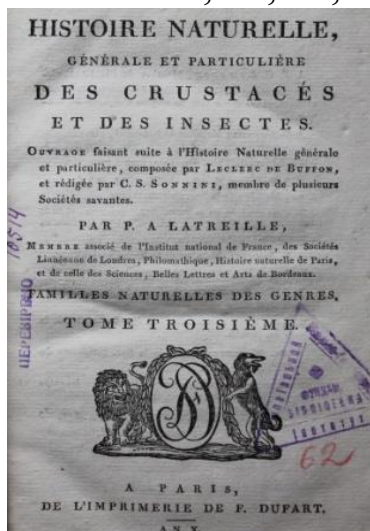 HISTOIRE NATURELLE,
GÉNÉRALE ET PARTICULIÈRE
DES CRUSTACÉS
ET DES INSECTES.
OUVRAGE faisant suite à l'Histoire Naturelle générale
et particulière, composée par LECLERC DE BUFFON,
et rédigée par C. S. SONNINI, membre de plusieurs
Sociétés savantes.
PAR P. A LATREILLE,
MEMBRE associé de l'Institut national de France, des Sociétés
Linnéenne de Londres, Philomathique, Histoire naturelle de Paris,
et de celle des Sciences, Belles Lettres et Arts de Bordeaux.
FAMILLES NATURELLES DES GENRES.
TOME TROISIÈME.
ПЕРЕВІРЕНО
62
A PARIS,
DE L'IMPRIMERIE DE F. DUFART.
AN X